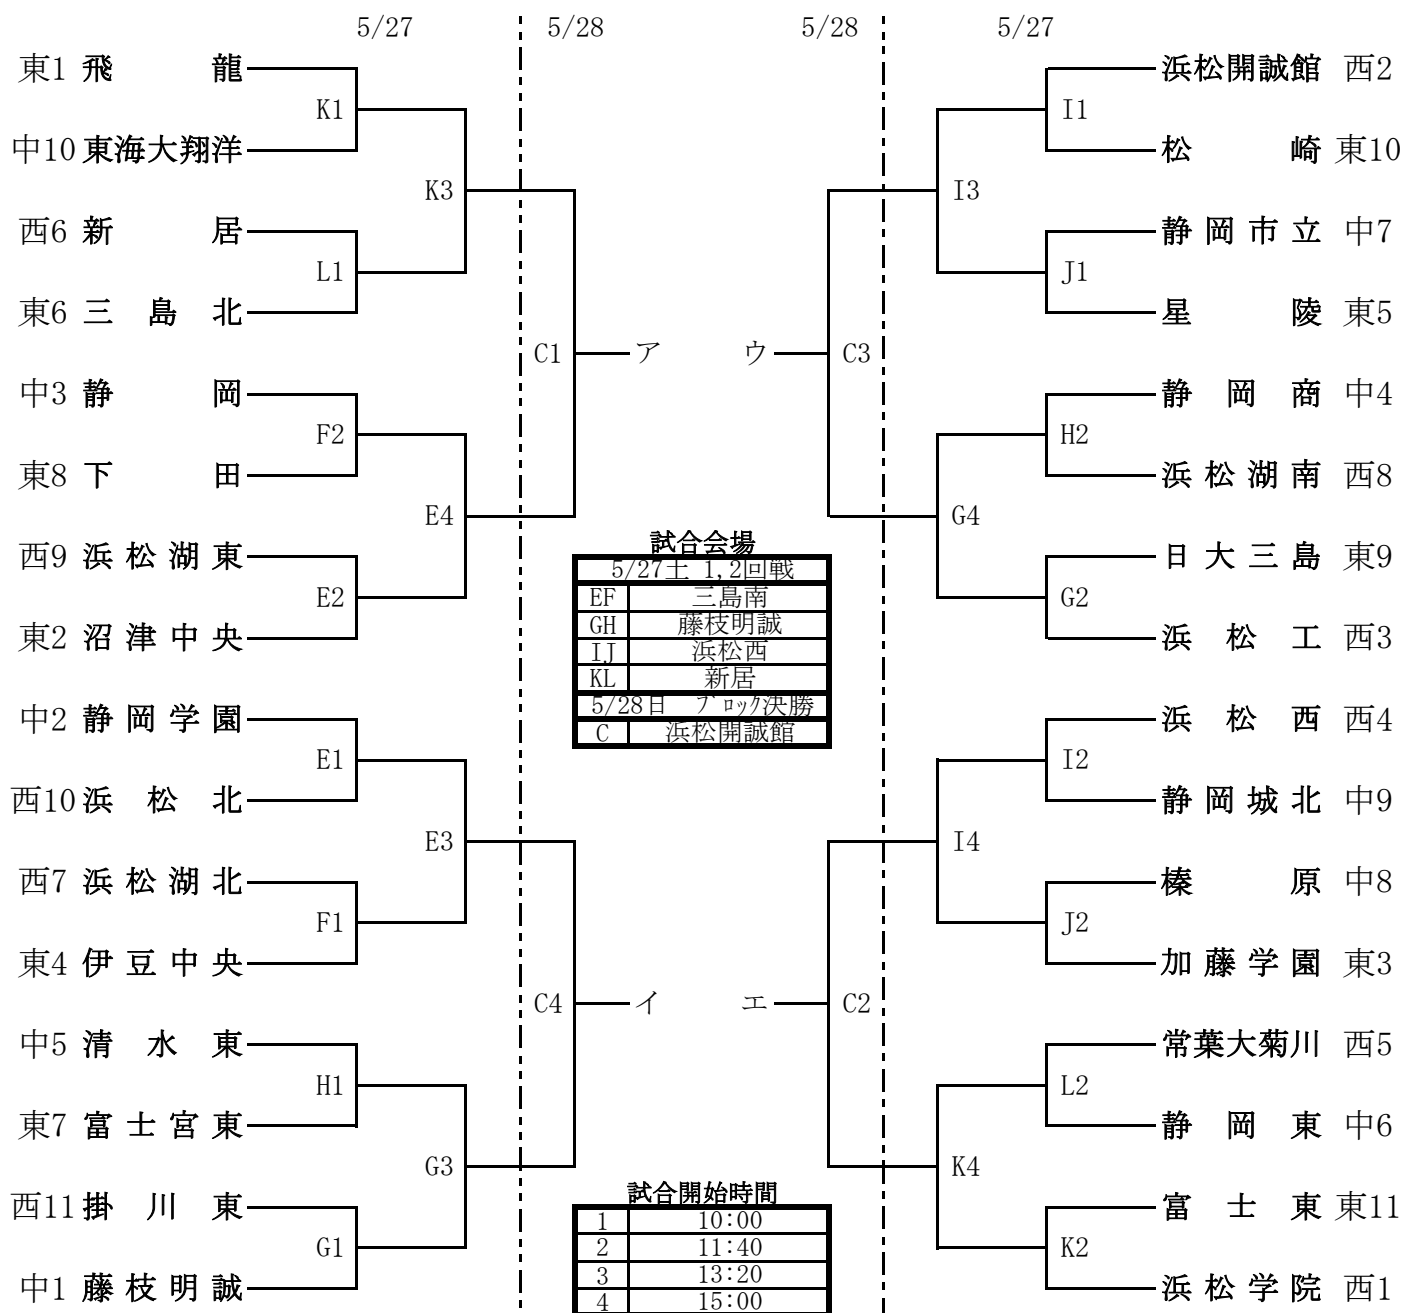 5/27 5/28 5/28 5/27
東1 飛龍 浜松開誠館 西2
K1 I1
中10 東海大翔洋 松崎 東10
K3 I3
西6 新居 静岡市立 中7
L1 J1
東6 三島北 星陵 東5
C1 ア ウ C3
中3 静岡 静岡商 中4
F2 H2
東8 下田 浜松湖南 西8
E4 G4
試合会場
西9 浜松湖東 日大三島 東9
5/27土 1,2回戦
EF 三島南
E2 G2
GH 藤枝明誠
東2 沼津中央 浜松工 西3
IJ 浜松西
KL 新居
5/28日 ブロック決勝
中2 静岡学園 浜松西 西4
C 浜松開誠館
E1 I2
西10 浜松北 静岡城北 中9
E3 I4
西7 浜松湖北 榛原 中8
F1 J2
東4 伊豆中央 加藤学園 東3
C4 イ エ C2
中5 清水東 常葉大菊川 西5
H1 L2
東7 富士宮東 静岡東 中6
G3 K4
試合開始時間
西11 掛川東 富士東 東11
1 10:00
2 11:40
G1 K2
3 13:20
中1 藤枝明誠 浜松学院 西1
4 15:00